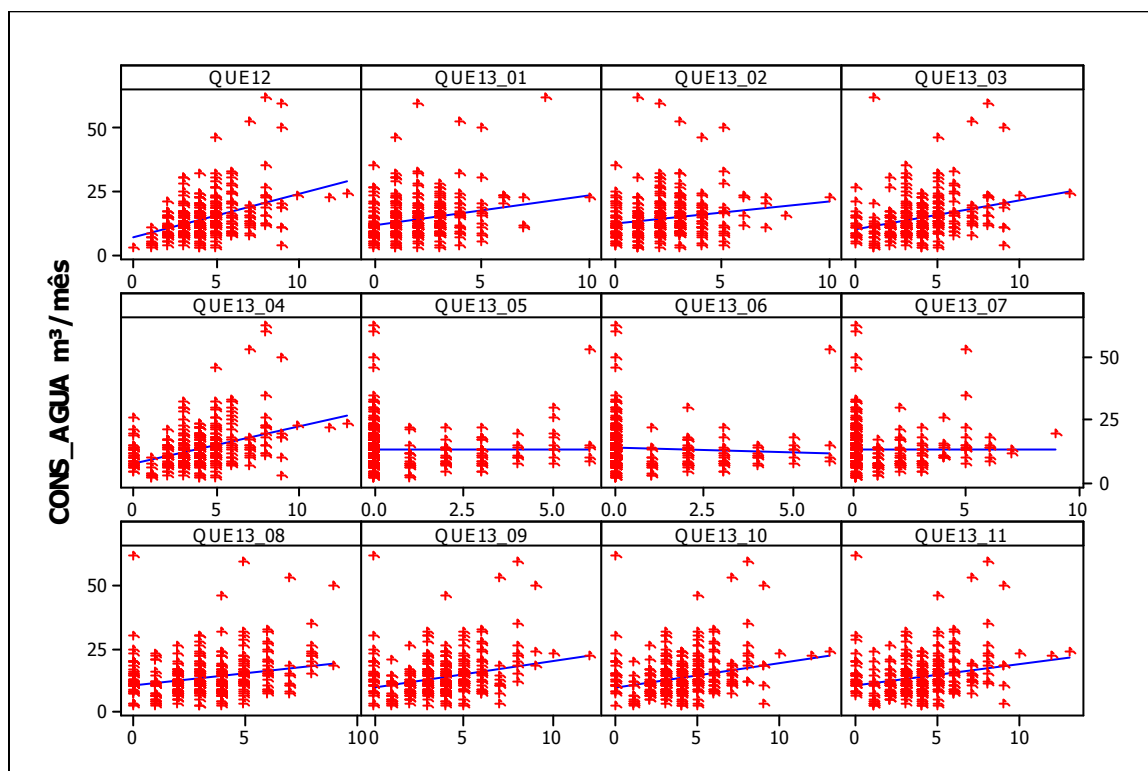 QUE12 QUE13_01 QUE13_02 QUE13_03
50
25
0
0 5 10 0 5 10 0 5 10 0 5 10
QUE13_04 QUE13_05 QUE13_06 QUE13_07
50
25
0
0 5 10 0.0 2.5 5.0 0.0 2.5 5.0 0 5 10
QUE13_08 QUE13_09 QUE13_10 QUE13_11
50
25
0
0 5 10 0 5 10 0 5 10 0 5 10
CONS_AGUA m³/mês